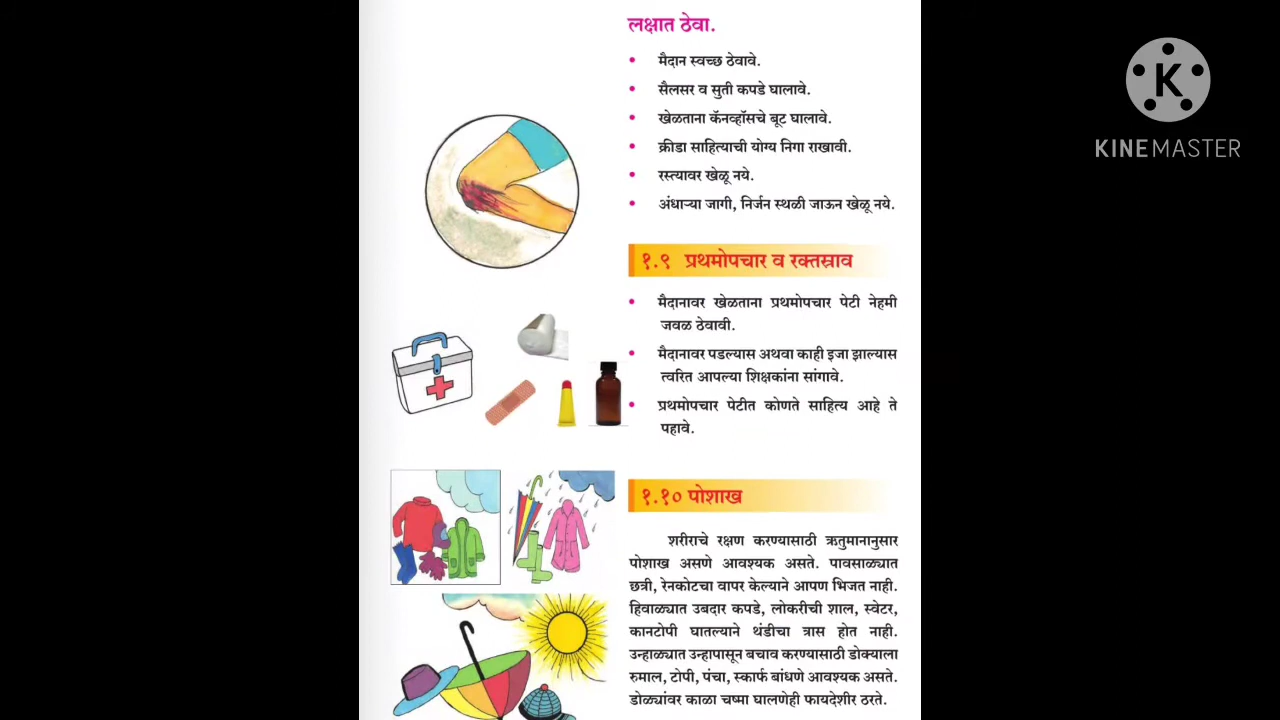 लक्षात ठेवा.
• मैदान स्वच्छ ठेवावे.
• सैलसर व सुती कपडे घालावे.
• खेळताना कॅनव्हॉसचे बूट घालावे.
• क्रीडा साहित्याची योग्य निगा राखावी.
• रस्त्यावर खेळू नये.
• अंधाऱ्या जागी, निर्जन स्थळी जाऊन खेळू नये.
१.९ प्रथमोपचार व रक्तस्राव
• मैदानावर खेळताना प्रथमोपचार पेटी नेहमी
जवळ ठेवावी.
• मैदानावर पडल्यास अथवा काही इजा झाल्यास
त्वरित आपल्या शिक्षकांना सांगावे.
• प्रथमोपचार पेटीत कोणते साहित्य आहे ते
पहावे.
१.१० पोशाख
शरीराचे रक्षण करण्यासाठी ऋतुमानानुसार
पोशाख असणे आवश्यक असते. पावसाळ्यात
छत्री, रेनकोटचा वापर केल्याने आपण भिजत नाही.
हिवाळ्यात उबदार कपडे, लोकरीची शाल, स्वेटर,
कानटोपी घातल्याने थंडीचा त्रास होत नाही.
उन्हाळ्यात उन्हापासून बचाव करण्यासाठी डोक्याला
रुमाल, टोपी, पंचा, स्कार्फ बांधणे आवश्यक असते.
डोळ्यांवर काळा चष्मा घालणेही फायदेशीर ठरते.
K
KINEMASTER